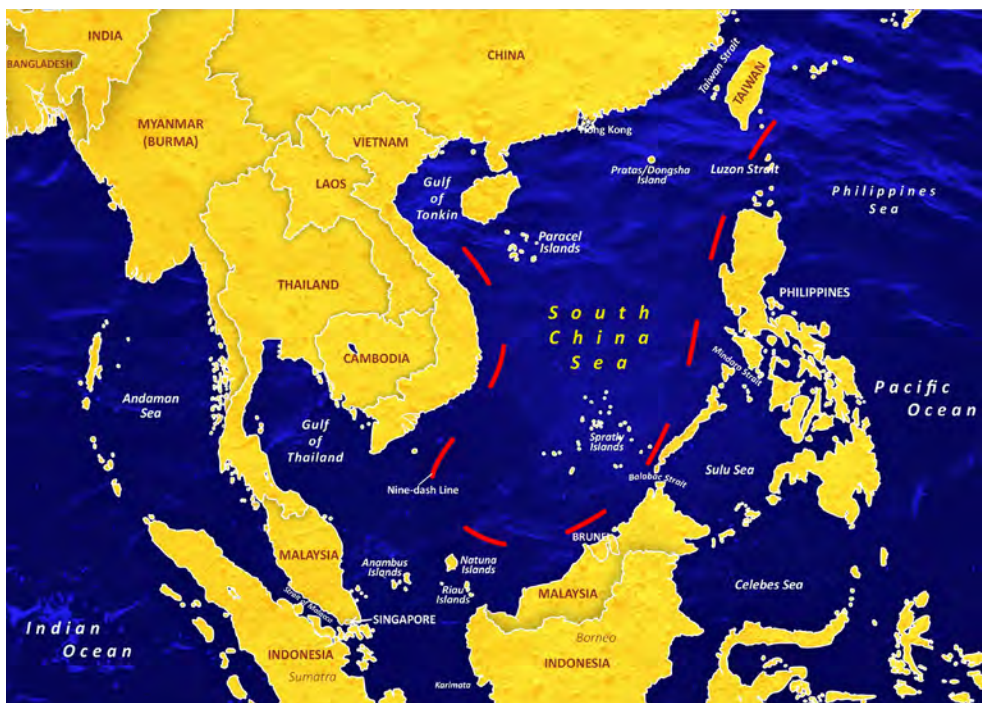 INDIA
BANGLADESH
CHINA
Taiwan Strait
TAIWAN
MYANMAR
(BURMA)
VIETNAM
Hong Kong
LAOS
Gulf
of
Tonkin
Pratas/Dongsha
Island
Luzon Strait
Philippines
Sea
Paracel
Islands
THAILAND
PHILIPPINES
South
China
Sea
CAMBODIA
Mindoro Strait
Pacific
Ocean
Andaman
Sea
Gulf
of
Thailand
Spratly
Islands
Sulu Sea
Balabac Strait
Nine-dash Line
BRUNEI
MALAYSIA
Anambus
Islands
Natuna
Islands
Riau
Islands
MALAYSIA
Celebes Sea
Strait of Malacca
SINGAPORE
Indian
Ocean
INDONESIA
Sumatra
Borneo
INDONESIA
Karimata